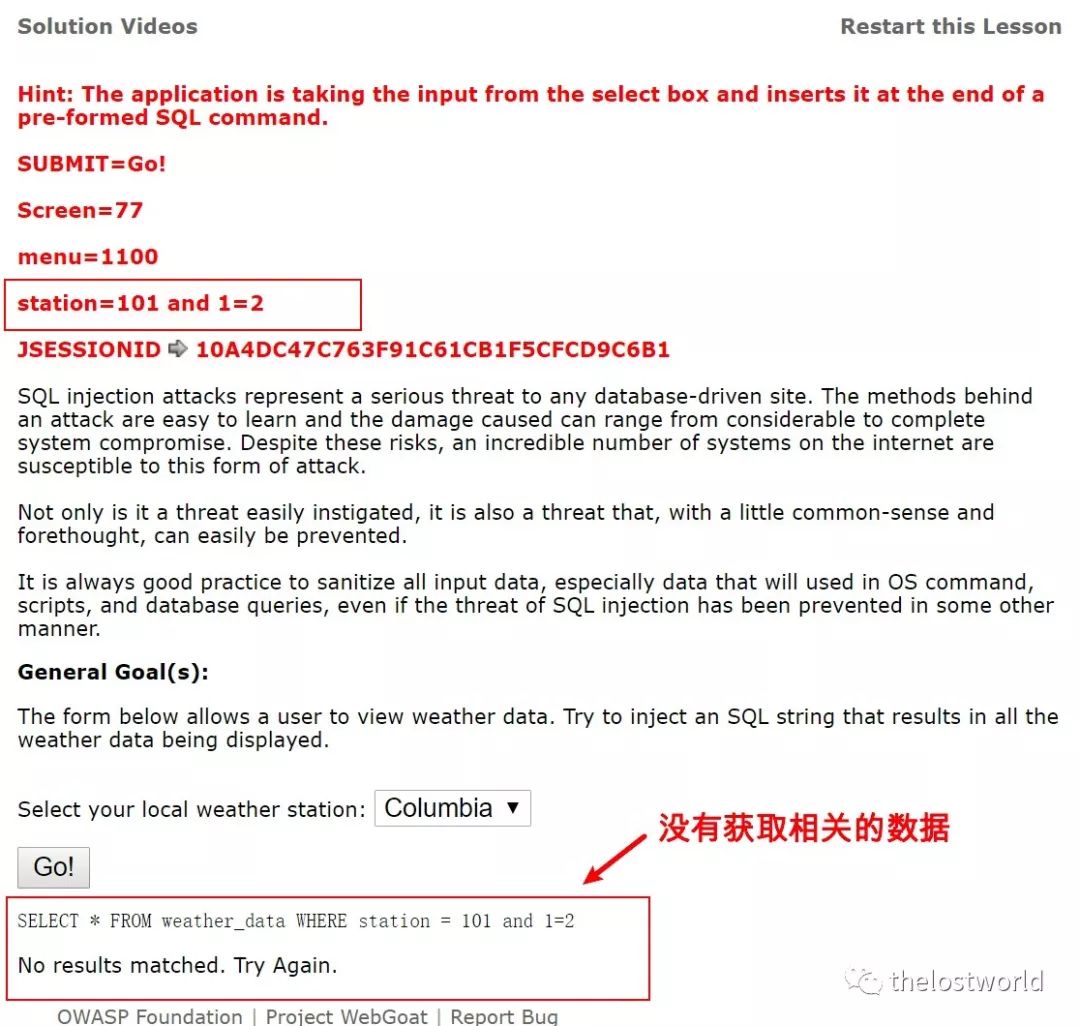 Solution Videos
Restart this Lesson
Hint: The application is taking the input from the select box and inserts it at the end of a
pre-formed SQL command.
SUBMIT=Go!
Screen=77
menu=1100
station=101 and 1=2
JSESSIONID ➩ 10A4DC47C763F91C61CB1F5CFCD9C6B1
SQL injection attacks represent a serious threat to any database-driven site. The methods behind
an attack are easy to learn and the damage caused can range from considerable to complete
system compromise. Despite these risks, an incredible number of systems on the internet are
susceptible to this form of attack.
Not only is it a threat easily instigated, it is also a threat that, with a little common-sense and
forethought, can easily be prevented.
It is always good practice to sanitize all input data, especially data that will used in OS command,
scripts, and database queries, even if the threat of SQL injection has been prevented in some other
manner.
General Goal(s):
The form below allows a user to view weather data. Try to inject an SQL string that results in all the
weather data being displayed.
Select your local weather station: Columbia ▼
没有获取相关的数据
Go!
SELECT * FROM weather_data WHERE station = 101 and 1=2
No results matched. Try Again.
thelostworld
OWASP Foundation | Project WebGoat | Report Bug